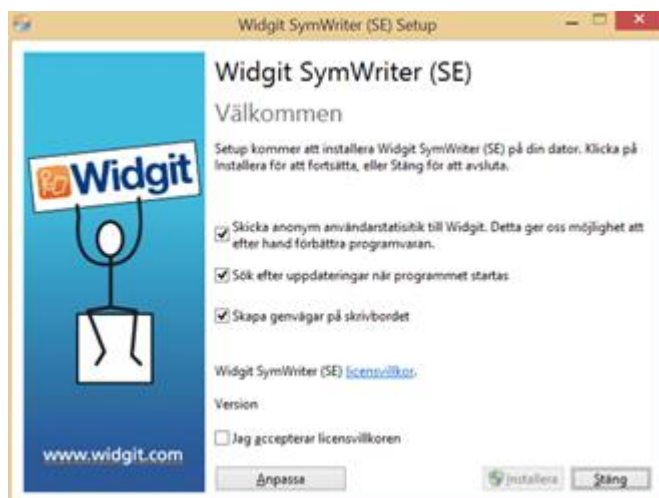 Widgit SymWriter (SE) Setup
Widgit SymWriter (SE)
Välkommen
Setup kommer att installera Widgit SymWriter (SE) på din dator. Klicka på
Installera för att fortsätta, eller Stäng för att avsluta.
Widgit
Skicka anonym användarstatisitik till Widgit. Detta ger oss möjlighet att
efter hand förbättra programvaran.
Sök efter uppdateringar när programmet startas
Skapa genvägar på skrivbordet
Widgit SymWriter (SE) licensvillkor.
Version
Jag accepterar licensvillkoren
www.widgit.com
Anpassa
Installera
Stäng